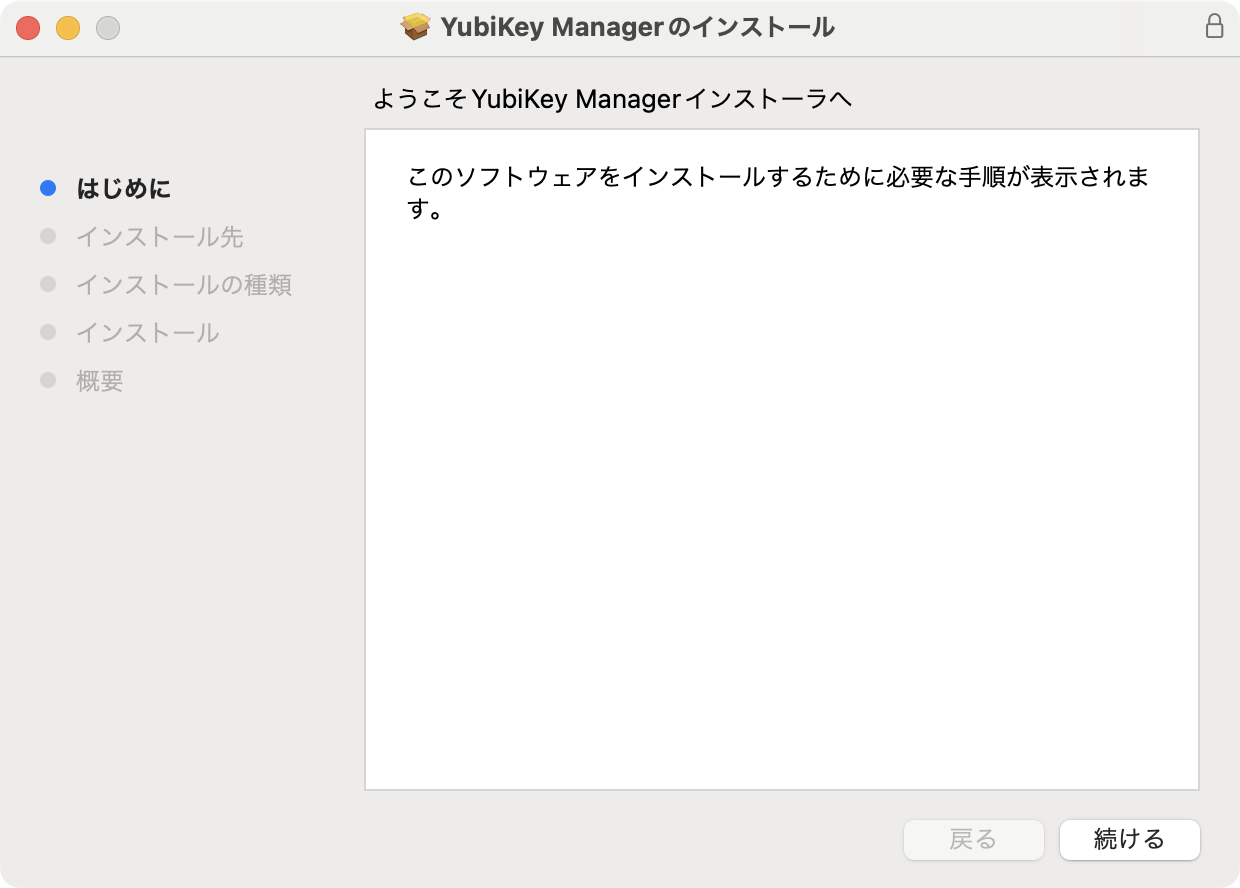 YubiKey Managerのインストール
ようこそYubiKey Managerインストーラへ
はじめに
インストール先
インストールの種類
インストール
概要
このソフトウェアをインストールするために必要な手順が表示されま
す。
戻る
続ける